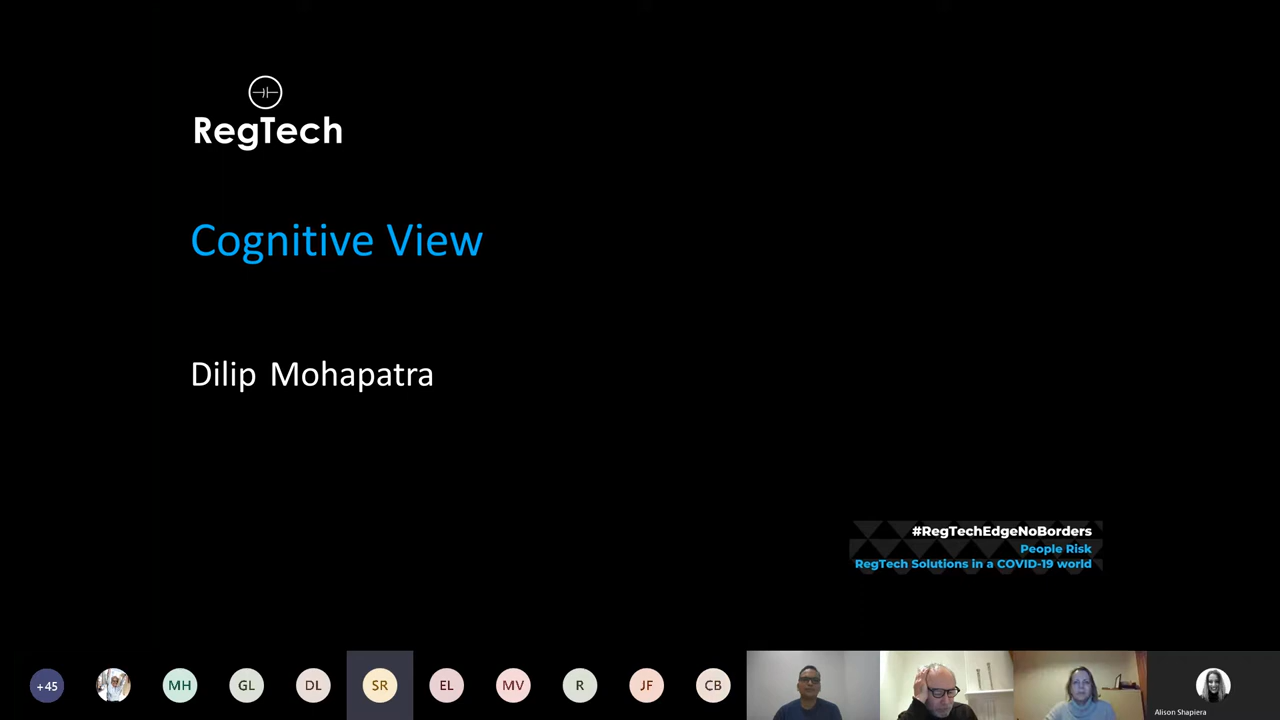 RegTech
Cognitive View
Dilip Mohapatra
#RegTechEdgeNoBorders
People Risk
RegTech Solutions in a COVID-19 world
+45
MH
GL
DL
SR
EL
MV
R
JF
CB
Alison Shapiera